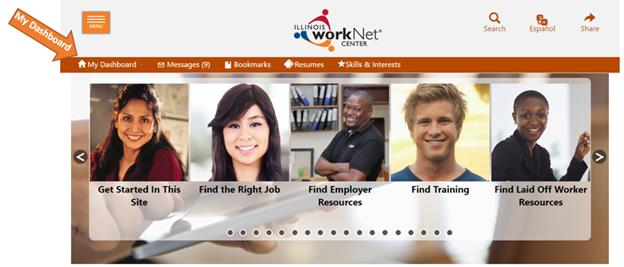 My Dashboard
MENU
ILLINOIS
workNet®
CENTER
Search
Español
Share
My Dashboard
Messages (9)
Bookmarks
Resumes
Skills & Interests
Get Started In This
Site
Find the Right Job
Find Employer
Resources
Find Training
Find Laid Off Worker
Resources